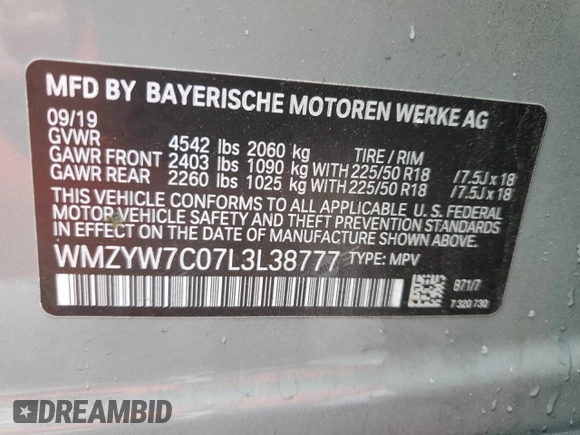 MFD BY BAYERISCHE MOTOREN WERKE AG
09/19
GVWR 4542 lbs 2060 kg TIRE / RIM
GAWR FRONT 2403 lbs 1090 kg WITH 225/50 R18 /7.5J x 18
GAWR REAR 2260 lbs 1025 kg WITH 225/50 R18 /7.5J x 18
THIS VEHICLE CONFORMS TO ALL APPLICABLE U.S. FEDERAL
MOTOR VEHICLE SAFETY AND THEFT PREVENTION STANDARDS
IN EFFECT ON THE DATE OF MANUFACTURE SHOWN ABOVE.
WMZYW7C07L3L38777 TYPE: MPV
B71/7
7 320 730
DREAMBID